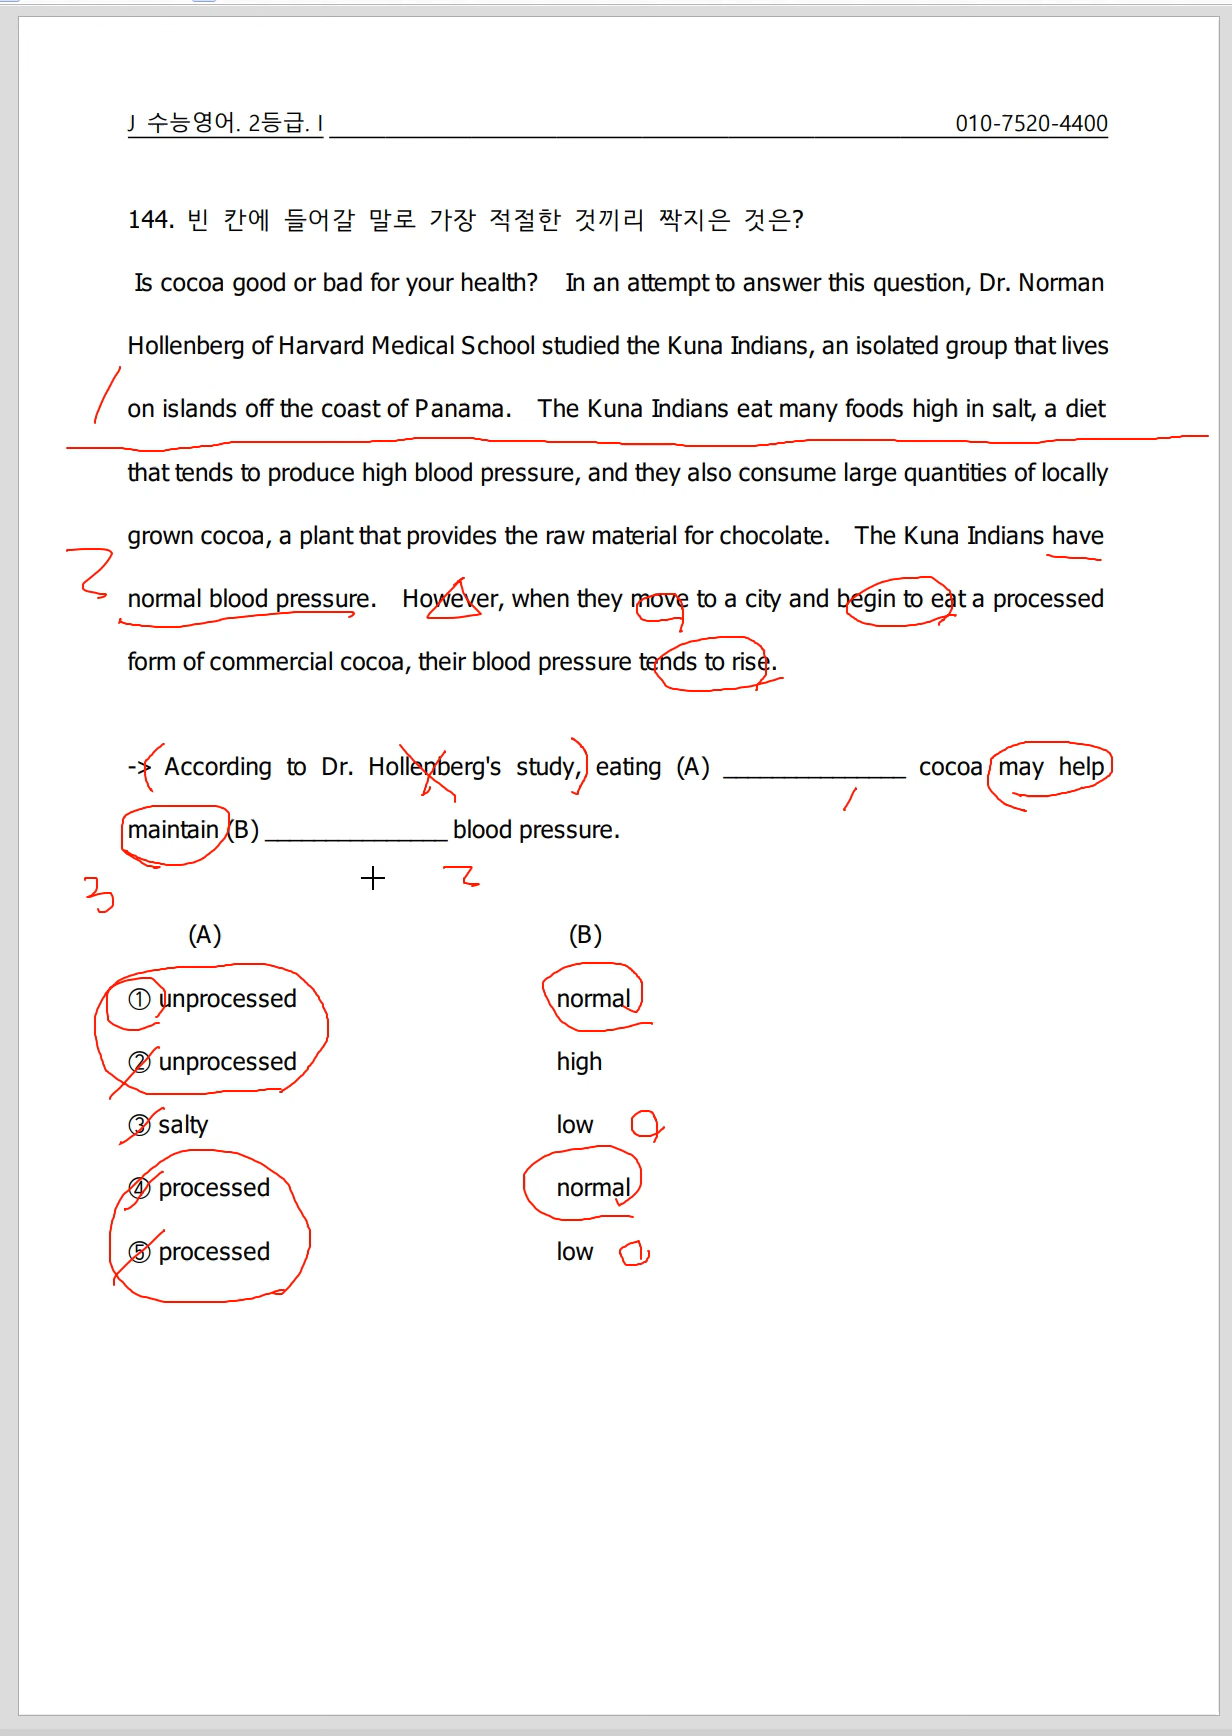 J 수능영어. 2등급. I 010-7520-4400
144. 빈 칸에 들어갈 말로 가장 적절한 것끼리 짝지은 것은?
Is cocoa good or bad for your health? In an attempt to answer this question, Dr. Norman
Hollenberg of Harvard Medical School studied the Kuna Indians, an isolated group that lives
on islands off the coast of Panama. The Kuna Indians eat many foods high in salt, a diet
that tends to produce high blood pressure, and they also consume large quantities of locally
grown cocoa, a plant that provides the raw material for chocolate. The Kuna Indians have
normal blood pressure. However, when they move to a city and begin to eat a processed
form of commercial cocoa, their blood pressure tends to rise.
-> According to Dr. Hollenberg's study, eating (A) _______________ cocoa may help
maintain (B) _______________ blood pressure.
(A) (B)
① unprocessed normal
② unprocessed high
③ salty low
④ processed normal
⑤ processed low